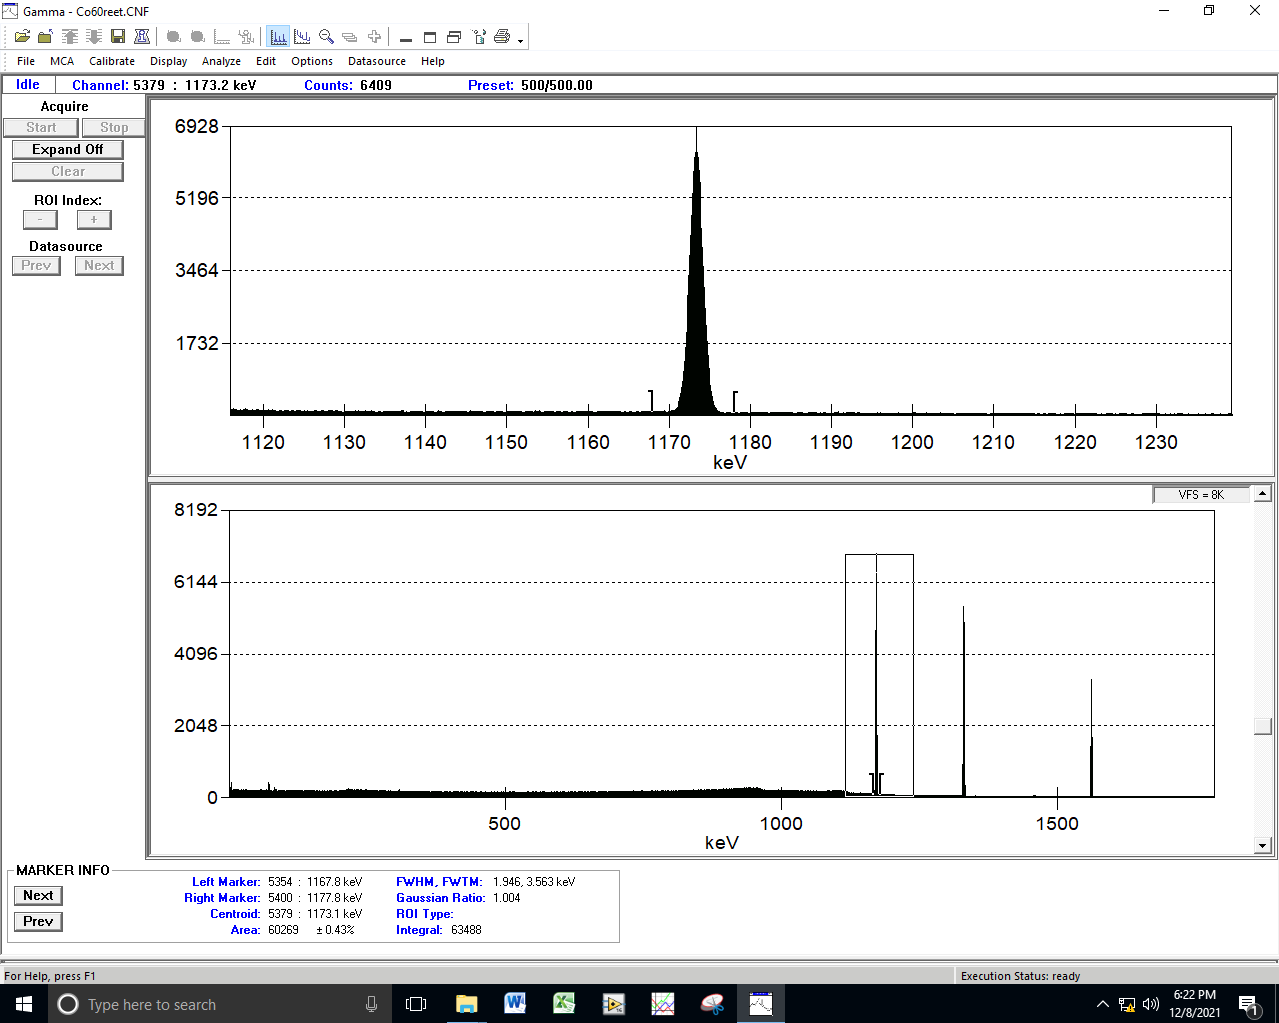 Gamma - Co60reet.CNF
File MCA Calibrate Display Analyze Edit Options Datasource Help
Idle Channel: 5379 : 1173.2 keV Counts: 6409 Preset: 500/500.00
Acquire
Start Stop
Expand Off
Clear
ROI Index:
- +
Datasource
Prev Next
6928
5196
3464
1732
1120 1130 1140 1150 1160 1170 1180 1190 1200 1210 1220 1230
keV
VFS = 8K
8192
6144
4096
2048
0
500 1000 1500
keV
MARKER INFO
Next
Prev
Left Marker: 5354 : 1167.8 keV FWHM, FWTM: 1.946, 3.563 keV
Right Marker: 5400 : 1177.8 keV Gaussian Ratio: 1.004
Centroid: 5379 : 1173.1 keV ROI Type:
Area: 60269 ± 0.43% Integral: 63488
For Help, press F1 Execution Status: ready
Type here to search
6:22 PM
12/8/2021
1